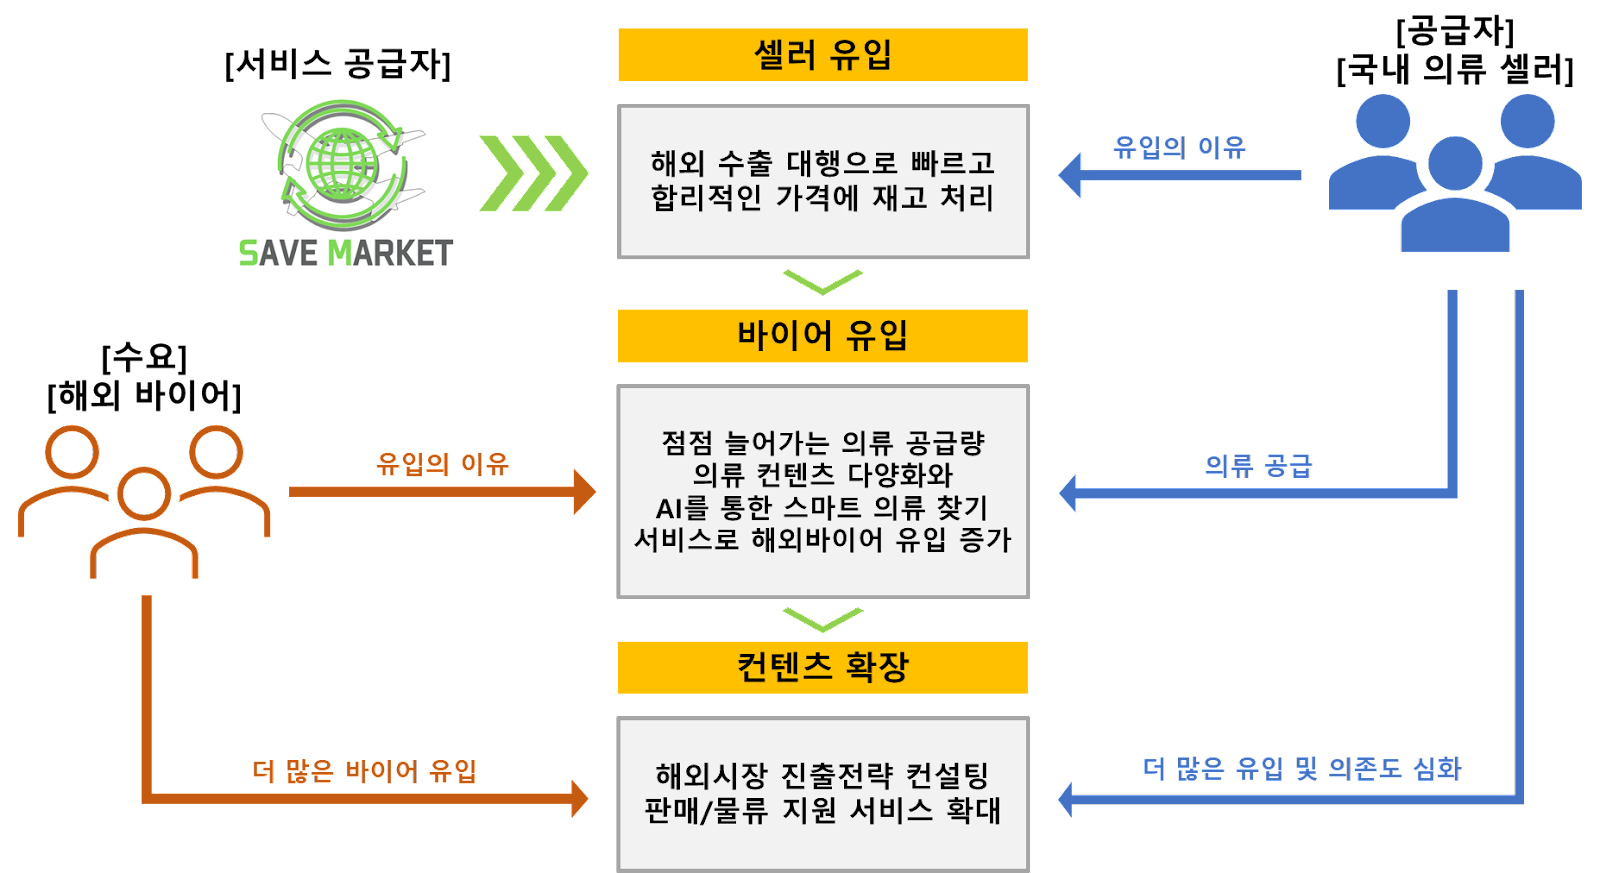 [서비스 공급자]
SAVE MARKET
셀러 유입
해외 수출 대행으로 빠르고
합리적인 가격에 재고 처리
[공급자]
[국내 의류 셀러]
유입의 이유
바이어 유입
[수요]
[해외 바이어]
유입의 이유
점점 늘어가는 의류 공급량
의류 컨텐츠 다양화와
AI를 통한 스마트 의류 찾기
서비스로 해외바이어 유입 증가
의류 공급
컨텐츠 확장
더 많은 바이어 유입
해외시장 진출전략 컨설팅
판매/물류 지원 서비스 확대
더 많은 유입 및 의존도 심화